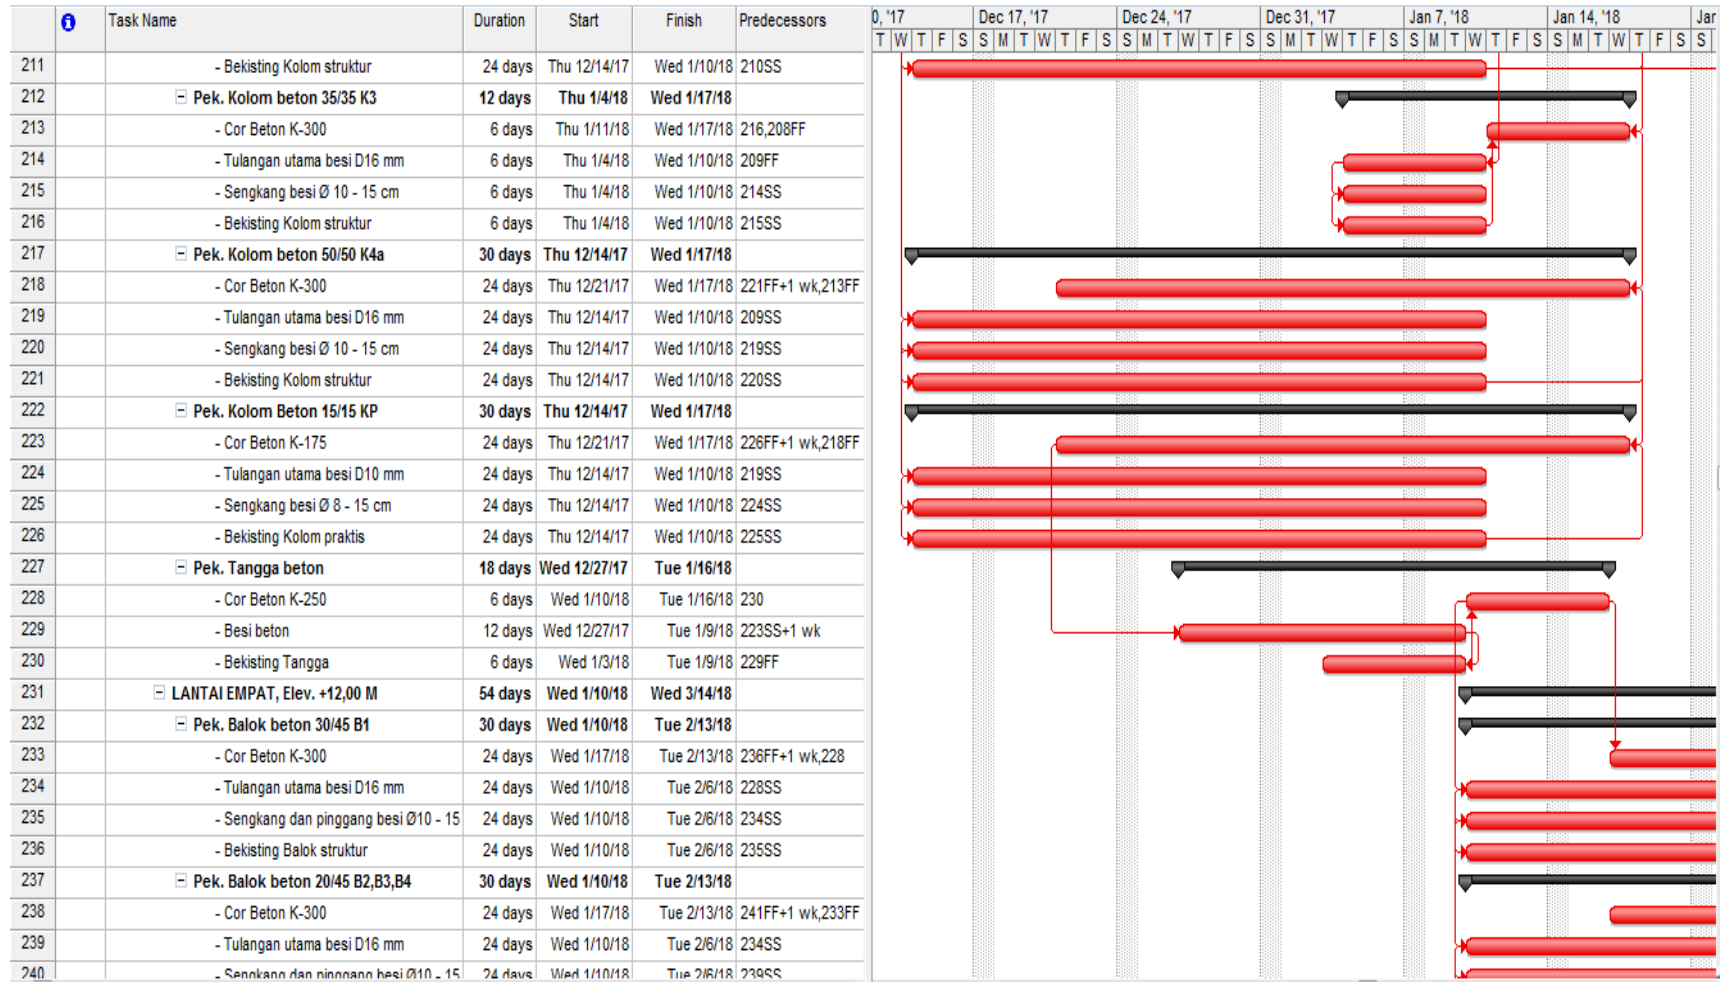 Task Name Duration Start Finish Predecessors
0, '17 Dec 17, '17 Dec 24, '17 Dec 31, '17 Jan 7, '18 Jan 14, '18 Jar
T W T F S S M T W T F S S M T W T F S S M T W T F S S M T W T F S S M T W T F S S
211 - Bekisting Kolom struktur 24 days Thu 12/14/17 Wed 1/10/18 210SS
212 Pek. Kolom beton 35/35 K3 12 days Thu 1/4/18 Wed 1/17/18
213 - Cor Beton K-300 6 days Thu 1/11/18 Wed 1/17/18 216,208FF
214 - Tulangan utama besi D16 mm 6 days Thu 1/4/18 Wed 1/10/18 209FF
215 - Sengkang besi Ø 10 - 15 cm 6 days Thu 1/4/18 Wed 1/10/18 214SS
216 - Bekisting Kolom struktur 6 days Thu 1/4/18 Wed 1/10/18 215SS
217 Pek. Kolom beton 50/50 K4a 30 days Thu 12/14/17 Wed 1/17/18
218 - Cor Beton K-300 24 days Thu 12/21/17 Wed 1/17/18 221FF+1 wk,213FF
219 - Tulangan utama besi D16 mm 24 days Thu 12/14/17 Wed 1/10/18 209SS
220 - Sengkang besi Ø 10 - 15 cm 24 days Thu 12/14/17 Wed 1/10/18 219SS
221 - Bekisting Kolom struktur 24 days Thu 12/14/17 Wed 1/10/18 220SS
222 Pek. Kolom Beton 15/15 KP 30 days Thu 12/14/17 Wed 1/17/18
223 - Cor Beton K-175 24 days Thu 12/21/17 Wed 1/17/18 226FF+1 wk,218FF
224 - Tulangan utama besi D10 mm 24 days Thu 12/14/17 Wed 1/10/18 219SS
225 - Sengkang besi Ø 8 - 15 cm 24 days Thu 12/14/17 Wed 1/10/18 224SS
226 - Bekisting Kolom praktis 24 days Thu 12/14/17 Wed 1/10/18 225SS
227 Pek. Tangga beton 18 days Wed 12/27/17 Tue 1/16/18
228 - Cor Beton K-250 6 days Wed 1/10/18 Tue 1/16/18 230
229 - Besi beton 12 days Wed 12/27/17 Tue 1/9/18 223SS+1 wk
230 - Bekisting Tangga 6 days Wed 1/3/18 Tue 1/9/18 229FF
231 LANTAI EMPAT, Elev. +12,00 M 54 days Wed 1/10/18 Wed 3/14/18
232 Pek. Balok beton 30/45 B1 30 days Wed 1/10/18 Tue 2/13/18
233 - Cor Beton K-300 24 days Wed 1/17/18 Tue 2/13/18 236FF+1 wk,228
234 - Tulangan utama besi D16 mm 24 days Wed 1/10/18 Tue 2/6/18 228SS
235 - Sengkang dan pinggang besi Ø10 - 15 24 days Wed 1/10/18 Tue 2/6/18 234SS
236 - Bekisting Balok struktur 24 days Wed 1/10/18 Tue 2/6/18 235SS
237 Pek. Balok beton 20/45 B2,B3,B4 30 days Wed 1/10/18 Tue 2/13/18
238 - Cor Beton K-300 24 days Wed 1/17/18 Tue 2/13/18 241FF+1 wk,233FF
239 - Tulangan utama besi D16 mm 24 days Wed 1/10/18 Tue 2/6/18 234SS
240 - Sengkang dan pinggang besi Ø10 - 15 24 days Wed 1/10/18 Tue 2/6/18 239SS